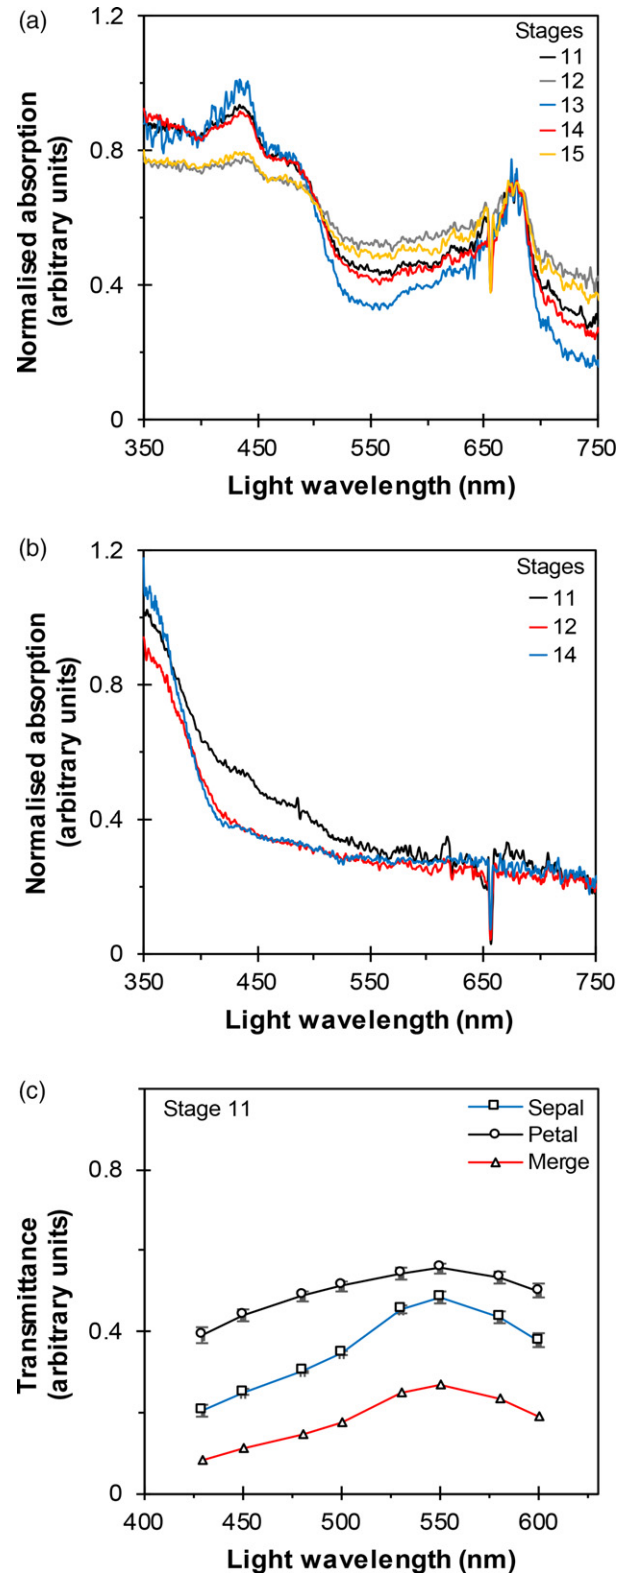 (a)
1.2
0.8
0.4
0
Normalised absorption
(arbitrary units)
Stages
11
12
13
14
15
350 450 550 650 750
Light wavelength (nm)
(b)
1.2
0.8
0.4
0
Normalised absorption
(arbitrary units)
Stages
11
12
14
350 450 550 650 750
Light wavelength (nm)
(c)
Stage 11
Sepal
Petal
Merge
0.8
0.4
0
Transmittance
(arbitrary units)
400 450 500 550 600
Light wavelength (nm)